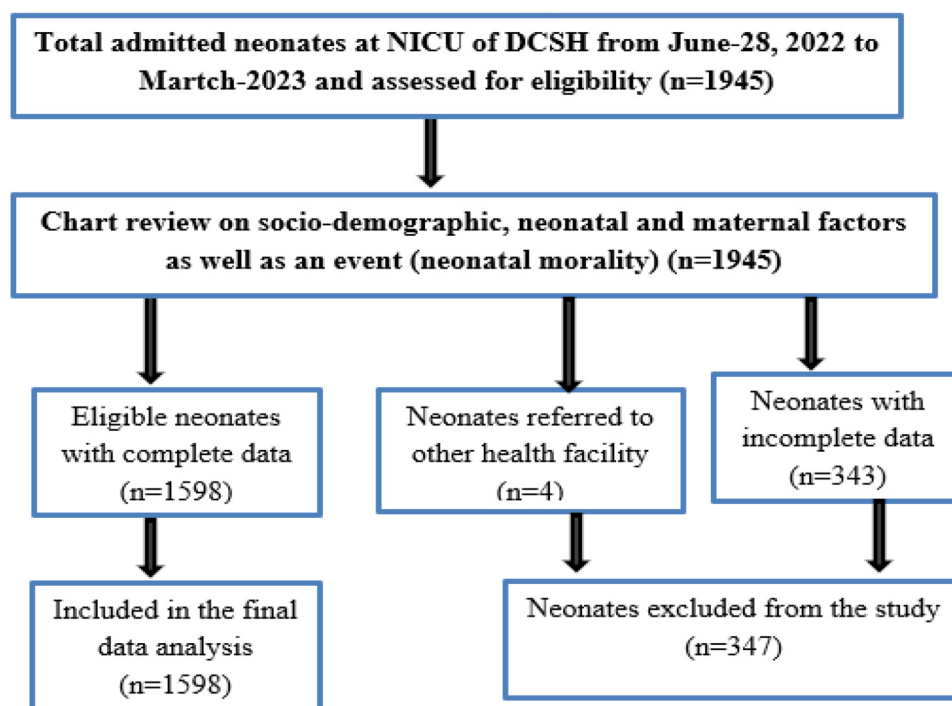 Total admitted neonates at NICU of DCSH from June-28, 2022 to
Martch-2023 and assessed for eligibility (n=1945)
Chart review on socio-demographic, neonatal and maternal factors
as well as an event (neonatal morality) (n=1945)
Eligible neonates
with complete data
(n=1598)
Neonates referred to
other health facility
(n=4)
Neonates with
incomplete data
(n=343)
Included in the final
data analysis
(n=1598)
Neonates excluded from the study
(n=347)